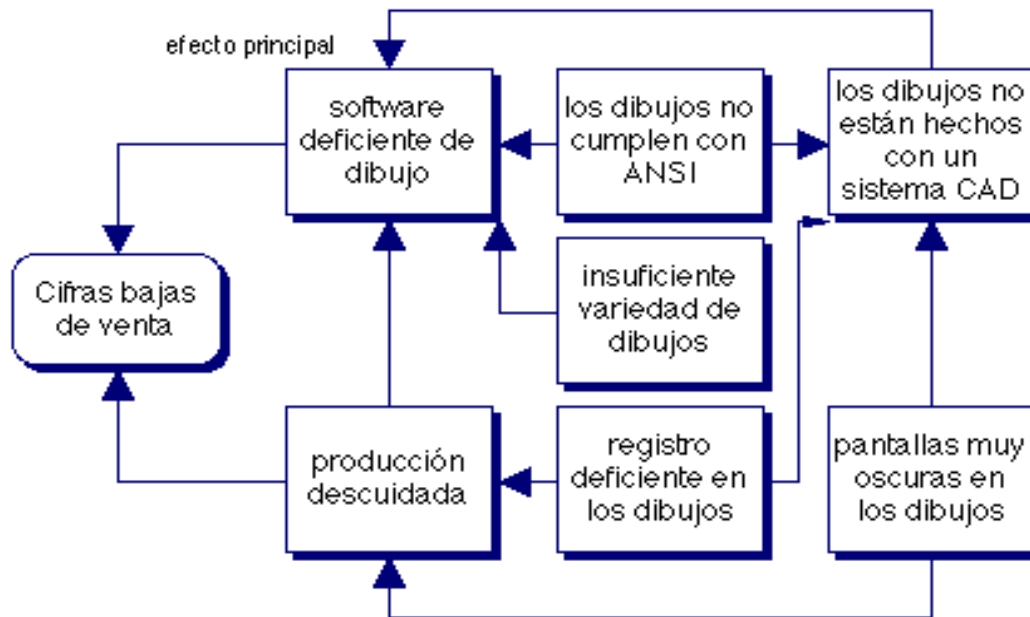 efecto principal
software
deficiente de
dibujo
los dibujos no
cumplen con
ANSI
los dibujos no
están hechos
con un
sistema CAD
Cifras bajas
de venta
insuficiente
variedad de
dibujos
producción
descuidada
registro
deficiente en
los dibujos
pantallas muy
oscuras en
los dibujos